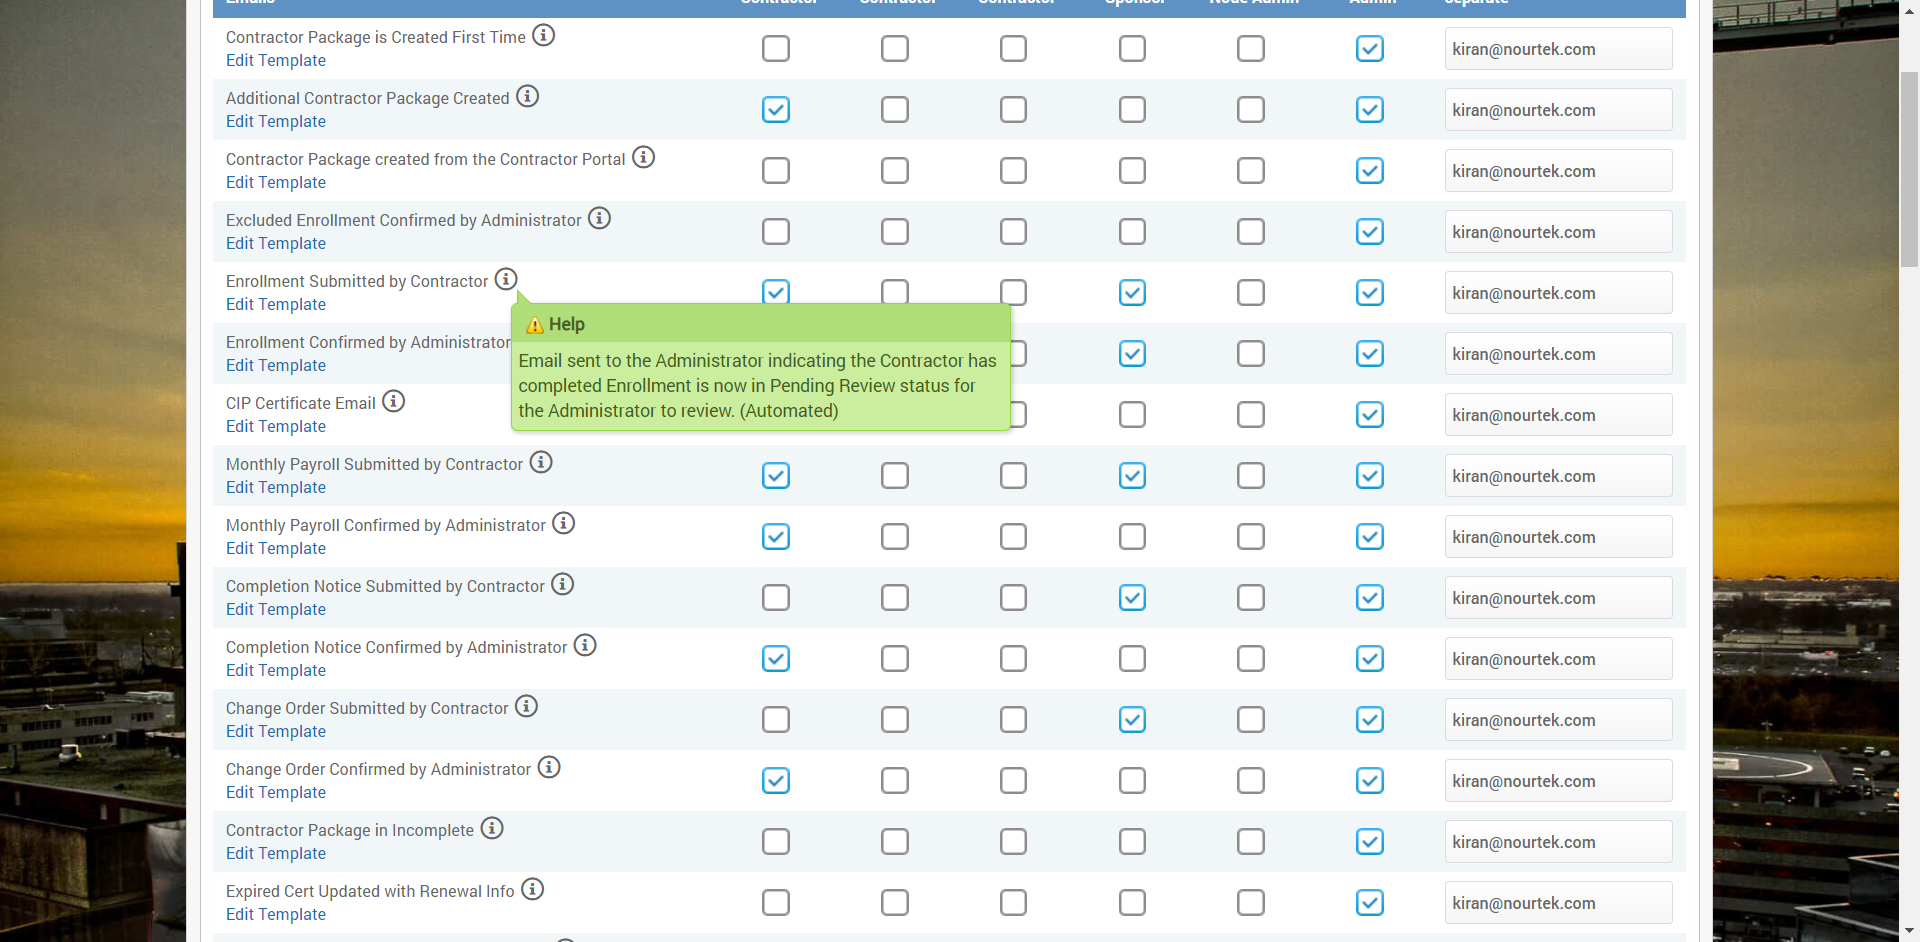 Emails Contractor Contractor Contractor Sponsor Node Admin Admin separate
Contractor Package is Created First Time
Edit Template
kiran@nourtek.com
Additional Contractor Package Created
Edit Template
kiran@nourtek.com
Contractor Package created from the Contractor Portal
Edit Template
kiran@nourtek.com
Excluded Enrollment Confirmed by Administrator
Edit Template
kiran@nourtek.com
Enrollment Submitted by Contractor
Edit Template
kiran@nourtek.com
Help
Email sent to the Administrator indicating the Contractor has
completed Enrollment is now in Pending Review status for
the Administrator to review. (Automated)
Enrollment Confirmed by Administrator
Edit Template
kiran@nourtek.com
CIP Certificate Email
Edit Template
kiran@nourtek.com
Monthly Payroll Submitted by Contractor
Edit Template
kiran@nourtek.com
Monthly Payroll Confirmed by Administrator
Edit Template
kiran@nourtek.com
Completion Notice Submitted by Contractor
Edit Template
kiran@nourtek.com
Completion Notice Confirmed by Administrator
Edit Template
kiran@nourtek.com
Change Order Submitted by Contractor
Edit Template
kiran@nourtek.com
Change Order Confirmed by Administrator
Edit Template
kiran@nourtek.com
Contractor Package in Incomplete
Edit Template
kiran@nourtek.com
Expired Cert Updated with Renewal Info
Edit Template
kiran@nourtek.com